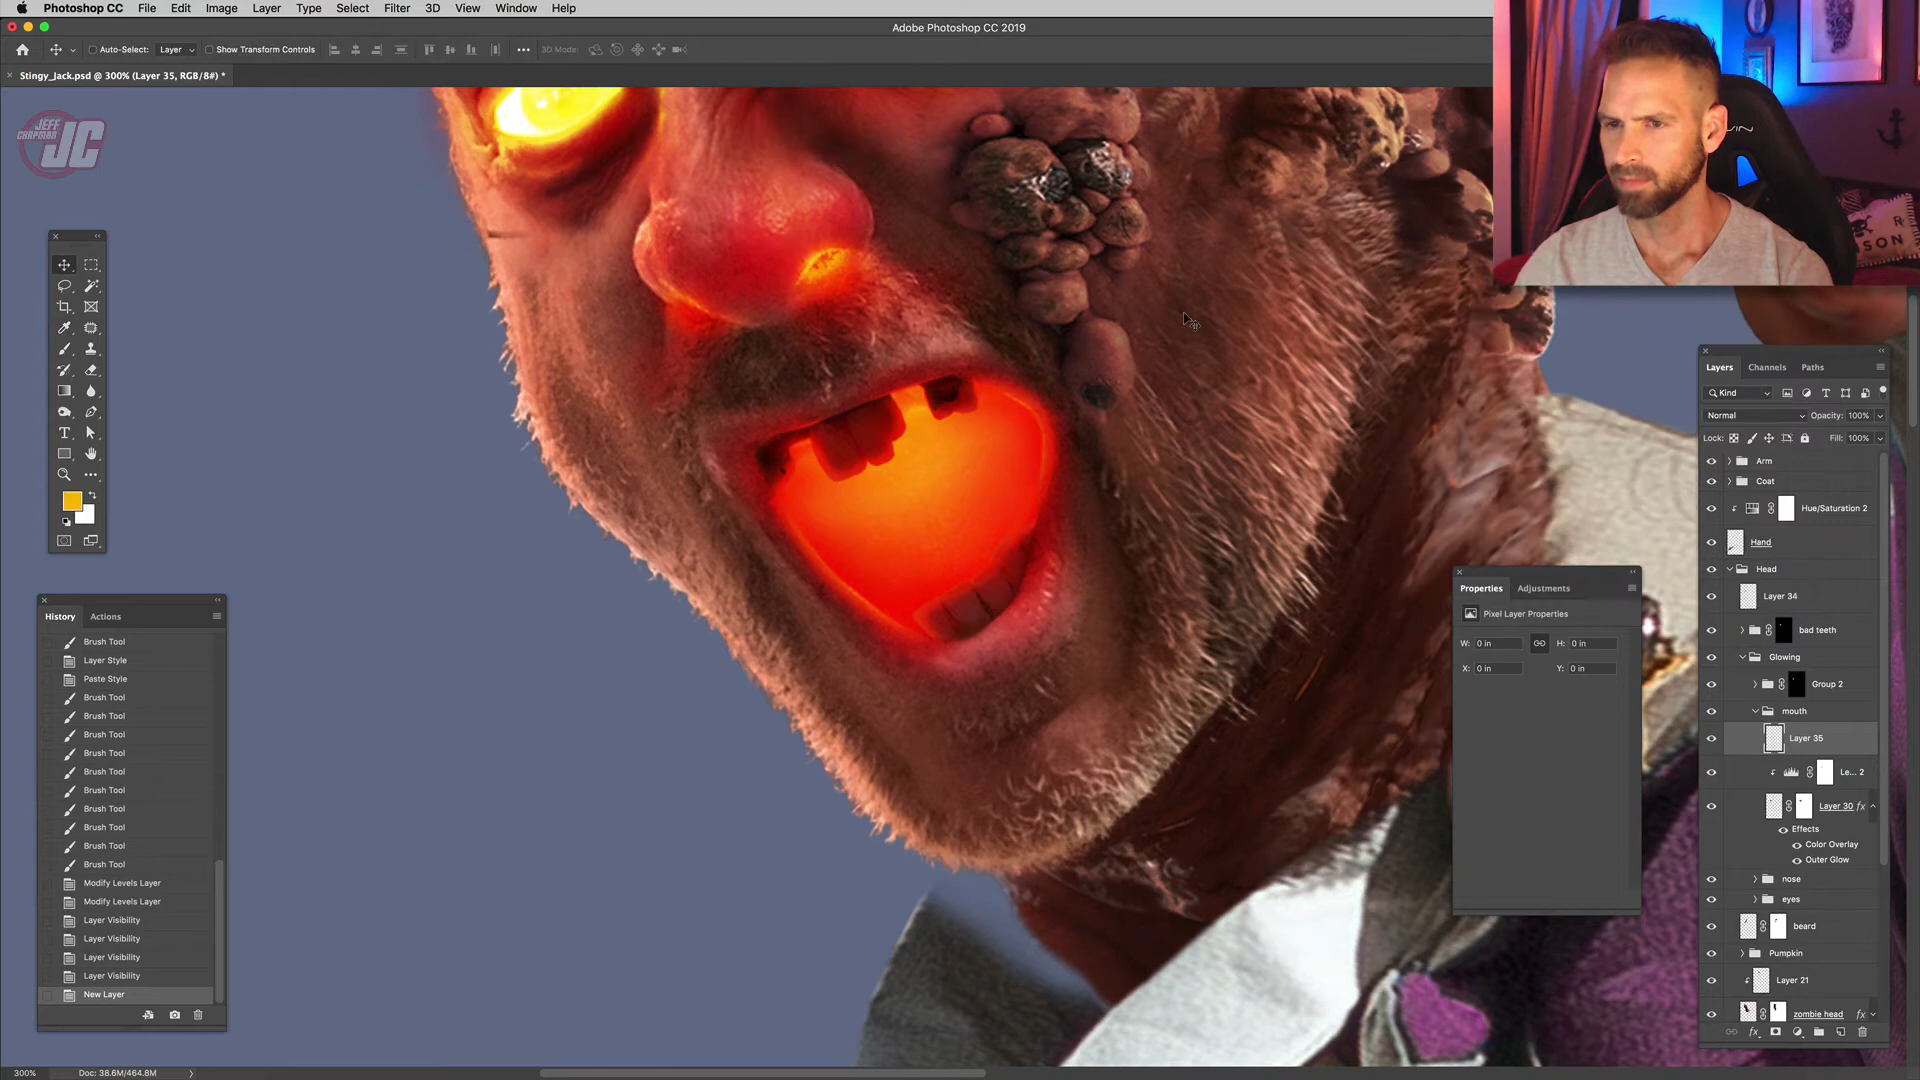 Photoshop CC File Edit Image Layer Type Select Filter 3D View Window Help
Adobe Photoshop CC 2019
Auto-Select: Layer Show Transform Controls 3D Mode:
Stingy_Jack.psd @ 300% (Layer 35, RGB/8#) *
JEFF
CHAPMAN
JC
VIN
R
SON
History Actions
Brush Tool
Layer Style
Paste Style
Brush Tool
Brush Tool
Brush Tool
Brush Tool
Brush Tool
Brush Tool
Brush Tool
Brush Tool
Brush Tool
Brush Tool
Modify Levels Layer
Modify Levels Layer
Layer Visibility
Layer Visibility
Layer Visibility
Layer Visibility
New Layer
Properties Adjustments
Pixel Layer Properties
W: 0 in H: 0 in
X: 0 in Y: 0 in
Layers Channels Paths
Kind
Normal Opacity: 100%
Lock: Fill: 100%
Arm
Coat
Hue/Saturation 2
Hand
Head
Layer 34
bad teeth
Glowing
Group 2
mouth
Layer 35
Le... 2
Layer 30 fx
Effects
Color Overlay
Outer Glow
nose
eyes
beard
Pumpkin
Layer 21
zombie head fx
fx
300% Doc: 38.6M/464.8M